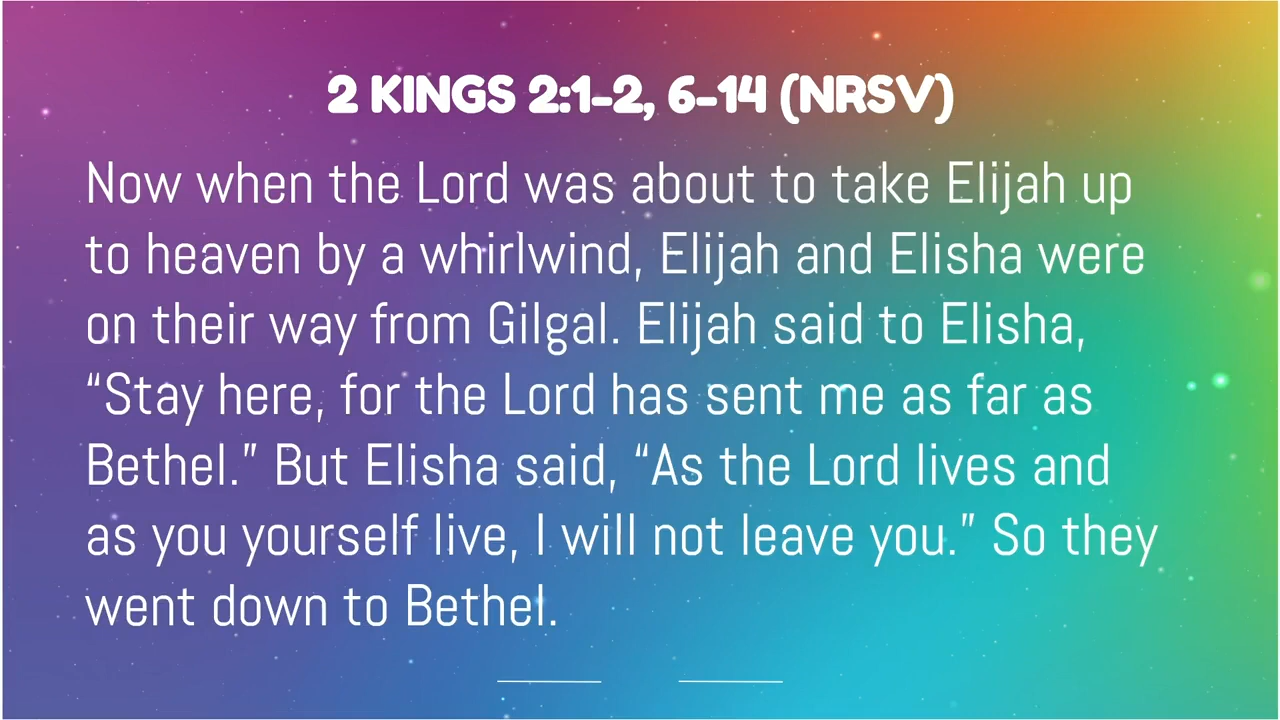 2 KINGS 2:1-2, 6-14 (NRSV)
Now when the Lord was about to take Elijah up
to heaven by a whirlwind, Elijah and Elisha were
on their way from Gilgal. Elijah said to Elisha,
“Stay here, for the Lord has sent me as far as
Bethel.” But Elisha said, “As the Lord lives and
as you yourself live, I will not leave you.” So they
went down to Bethel.